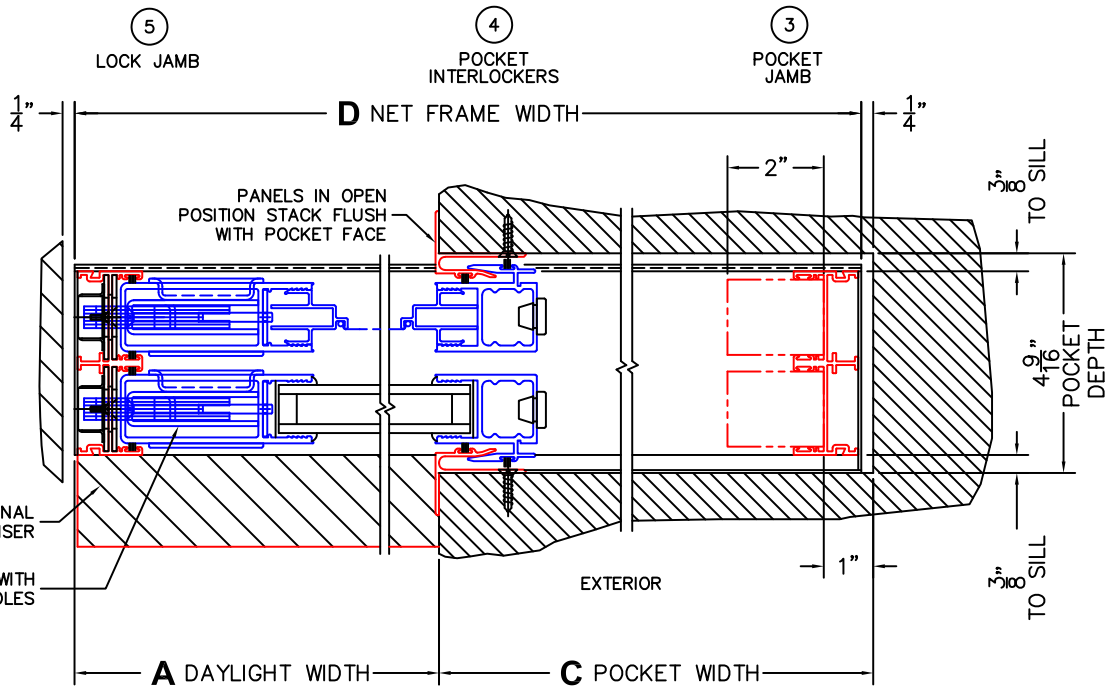 5
LOCK JAMB
4
POCKET
INTERLOCKERS
3
POCKET
JAMB
1/4"
D NET FRAME WIDTH
1/4"
3/8"
TO SILL
2"
PANELS IN OPEN
POSITION STACK FLUSH
WITH POCKET FACE
4 9/16"
POCKET
DEPTH
NAL
ISER
WITH
OLES
EXTERIOR
1"
3/8"
TO SILL
A DAYLIGHT WIDTH
C POCKET WIDTH